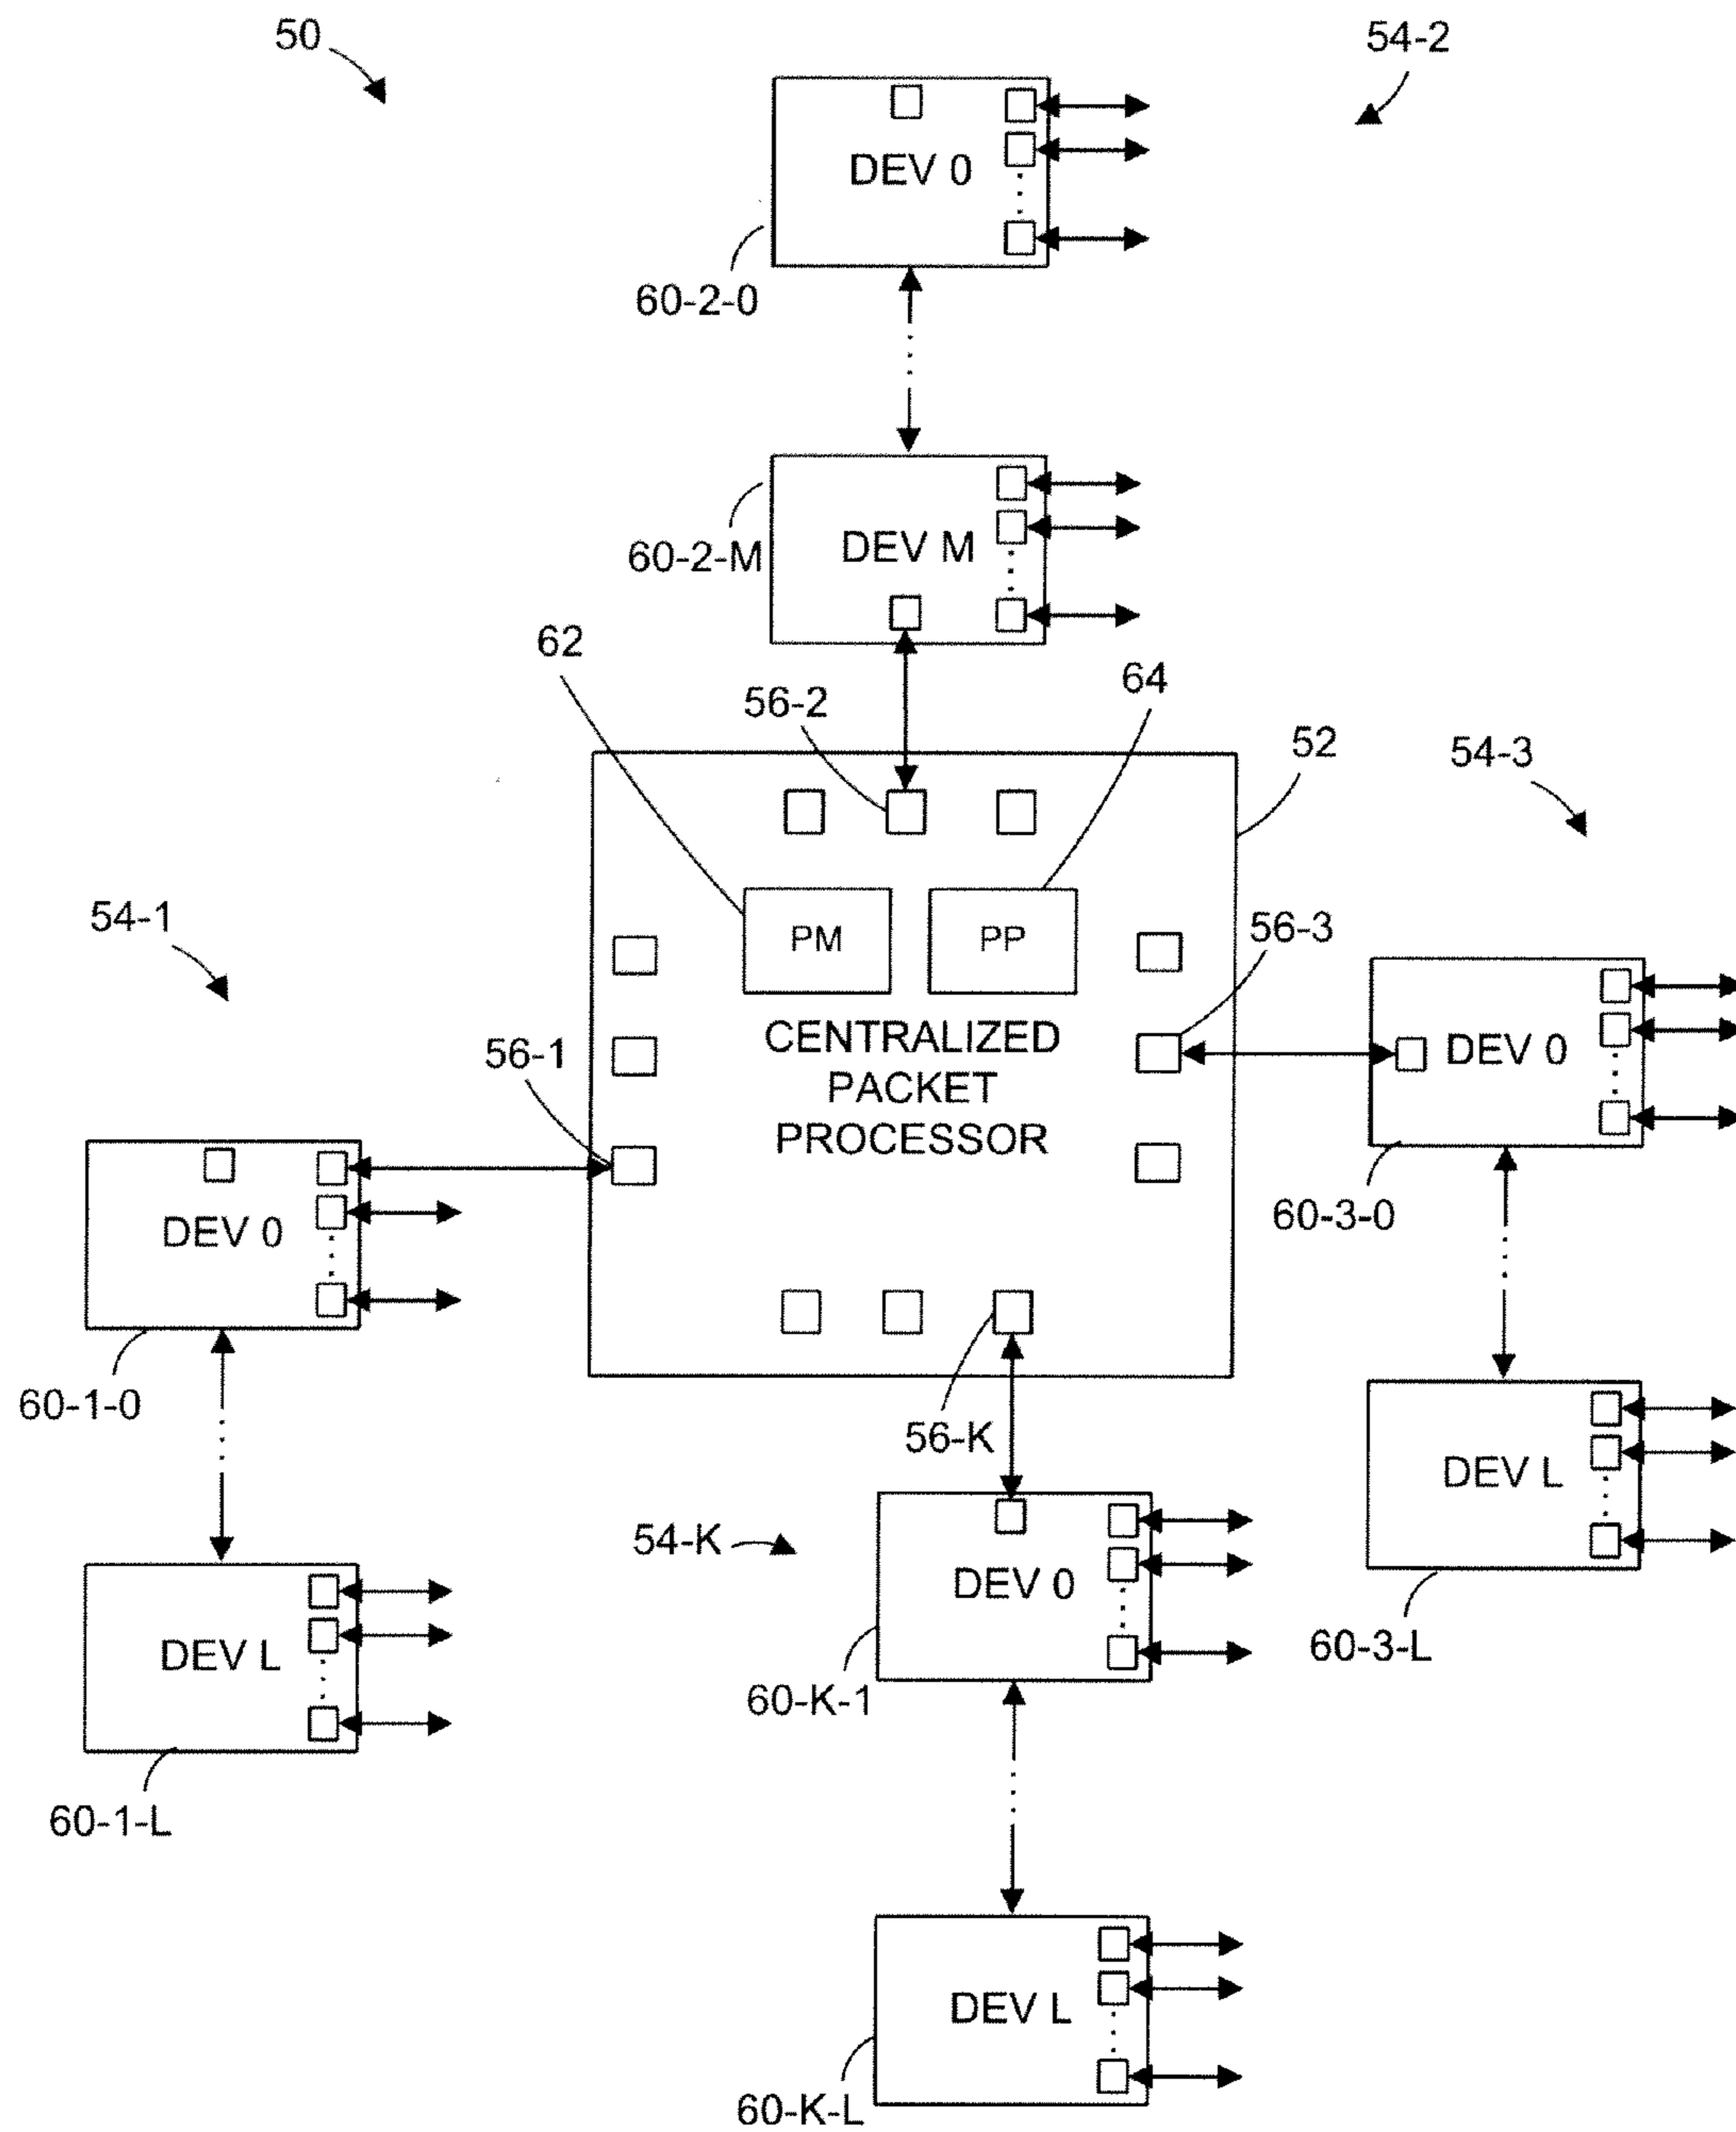 50
54-2
DEV 0
60-2-0
DEV M
60-2-M
62
56-2
64
52
54-3
54-1
PM
PP
56-3
CENTRALIZED
PACKET
PROCESSOR
56-1
DEV 0
60-3-0
DEV 0
60-1-0
56-K
DEV L
54-K
DEV 0
60-3-L
DEV L
60-K-1
60-1-L
DEV L
60-K-L